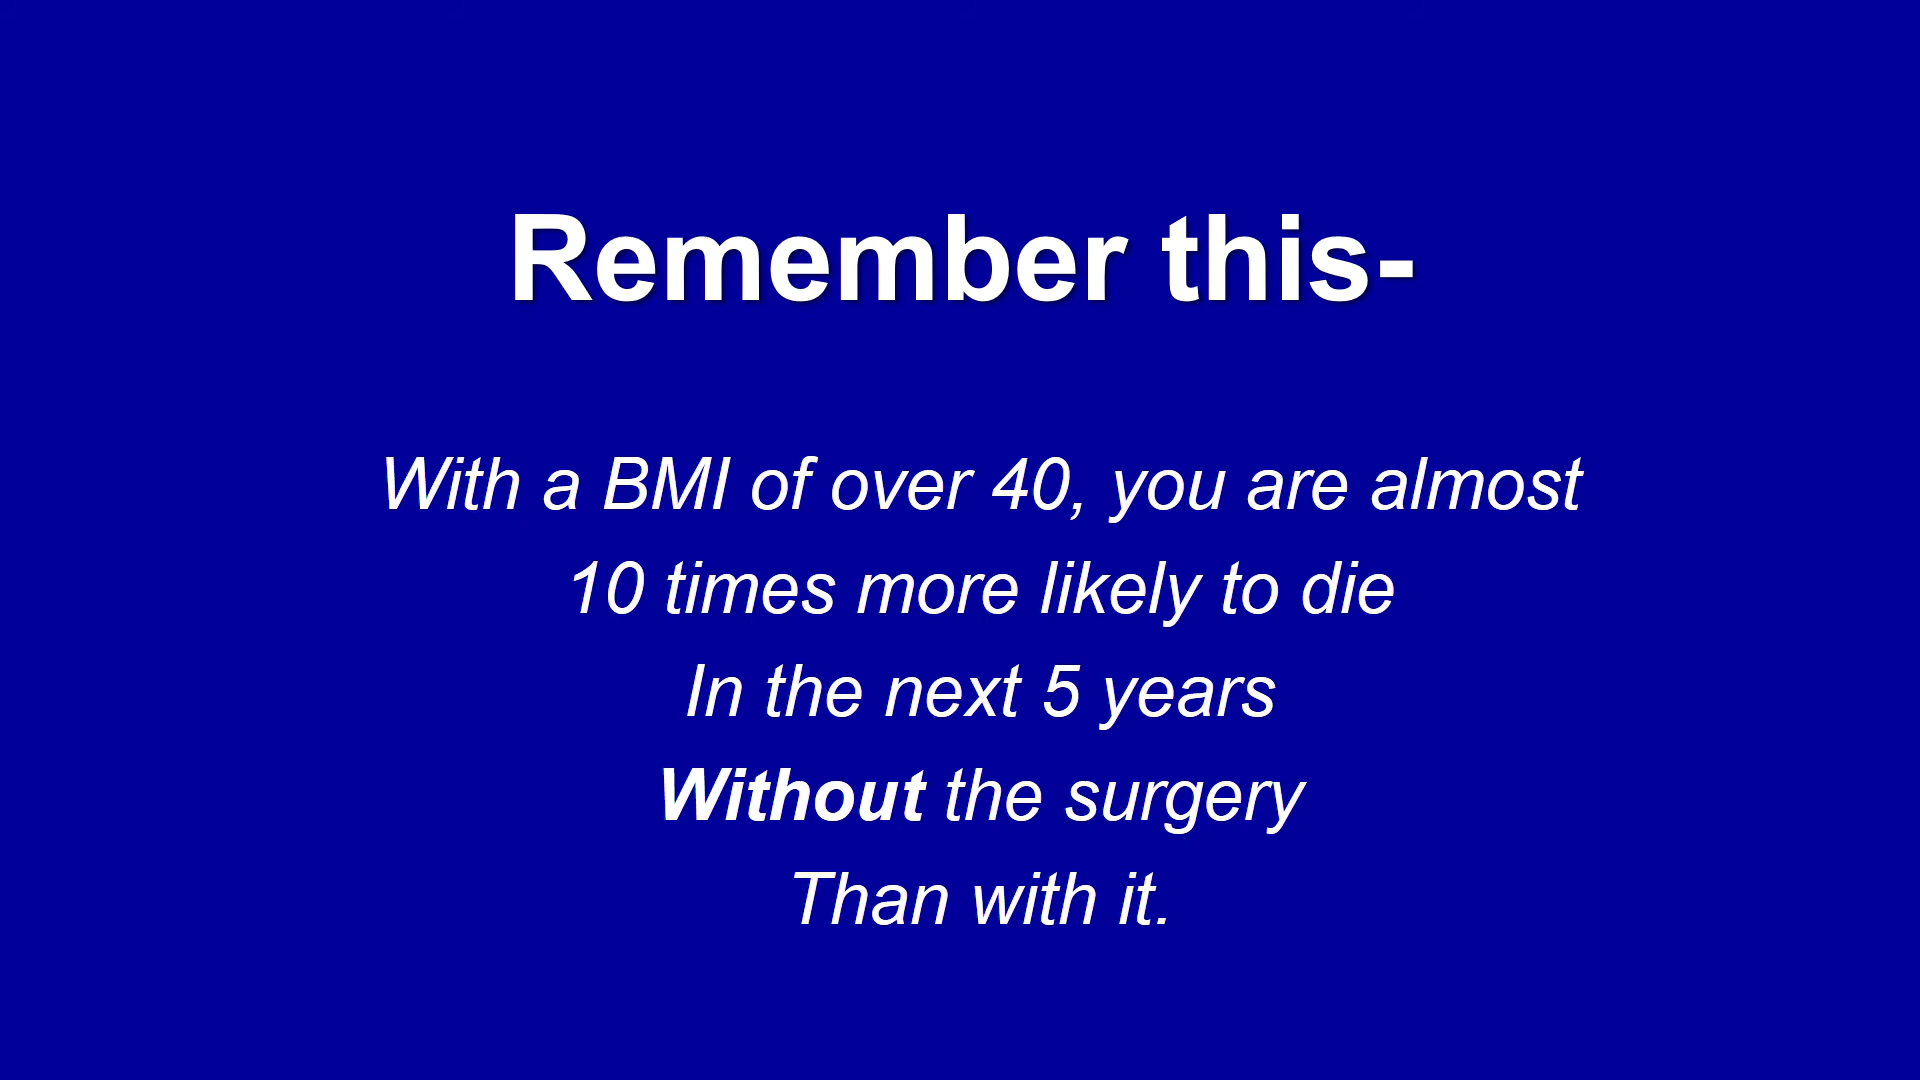 Remember this-
With a BMI of over 40, you are almost
10 times more likely to die
In the next 5 years
Without the surgery
Than with it.